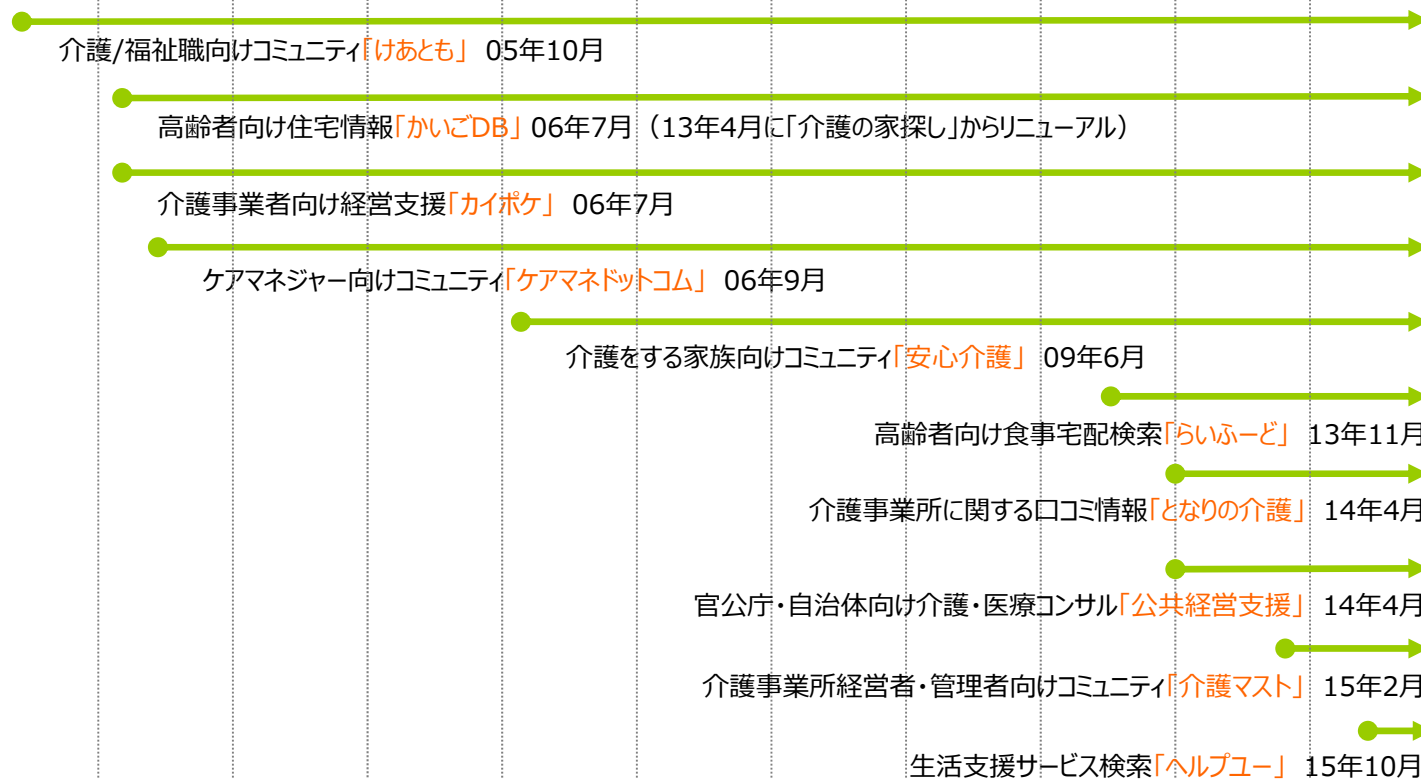 介護/福祉職向けコミュニティ「けあとも」 05年10月
高齢者向け住宅情報「かいごDB」 06年7月（13年4月に「介護の家探し」からリニューアル）
介護事業者向け経営支援「カイポケ」 06年7月
ケアマネジャー向けコミュニティ「ケアマネドットコム」 06年9月
介護をする家族向けコミュニティ「安心介護」 09年6月
高齢者向け食事宅配検索「らいふーど」 13年11月
介護事業所に関する口コミ情報「となりの介護」 14年4月
官公庁・自治体向け介護・医療コンサル「公共経営支援」 14年4月
介護事業所経営者・管理者向けコミュニティ「介護マスト」 15年2月
生活支援サービス検索「ヘルプユー」 15年10月